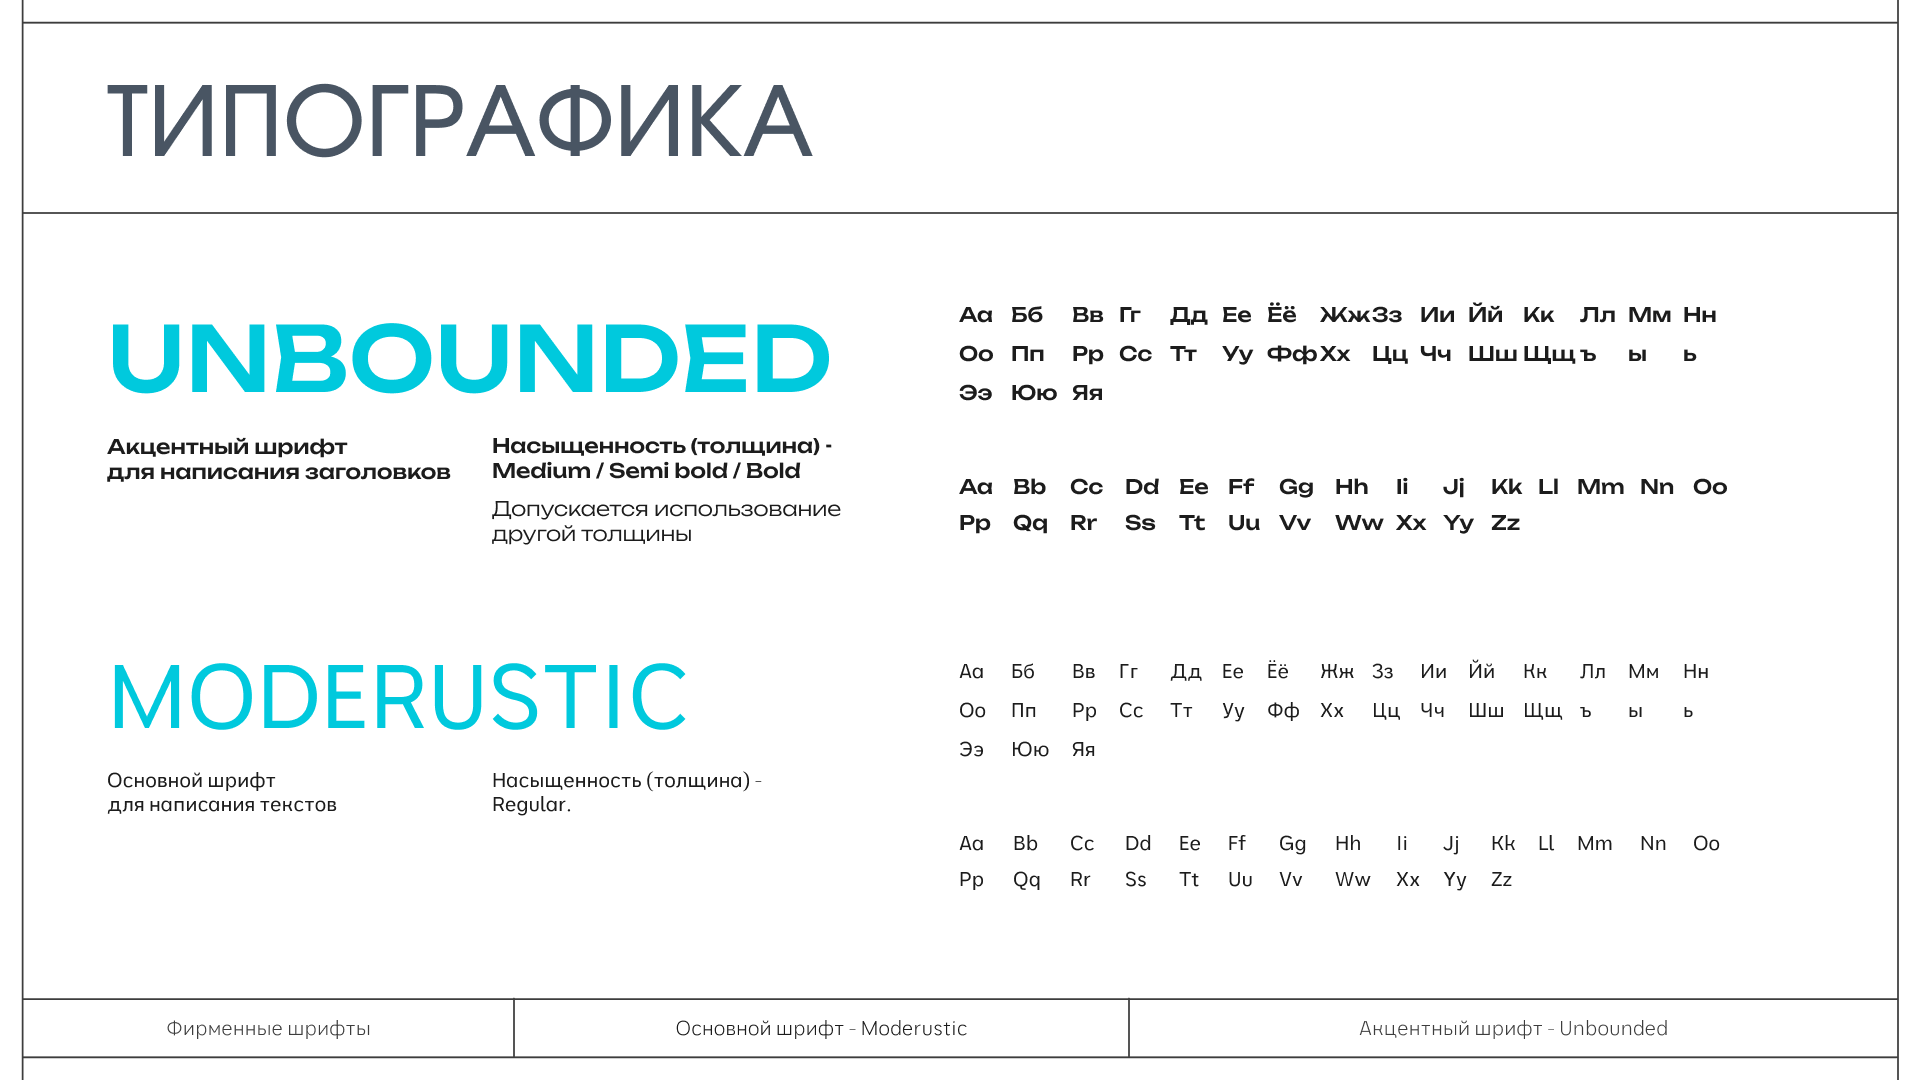 ТИПОГРАФИКА
UNBOUNDED
Акцентный шрифт
для написания заголовков
Насыщенность (толщина) -
Medium / Semi bold / Bold
Допускается использование
другой толщины
Аа Бб Вв Гг Дд Ее Ёё Жж Зз Ии Йй Кк Лл Мм Нн
Оо Пп Рр Сс Тт Уу Фф Хх Цц Чч Шш Щщ ъ ы ь
Ээ Юю Яя
Aa Bb Cc Dd Ee Ff Gg Hh Ii Jj Kk Ll Mm Nn Oo
Pp Qq Rr Ss Tt Uu Vv Ww Xx Yy Zz
MODERUSTIC
Основной шрифт
для написания текстов
Насыщенность (толщина) -
Regular.
Аа Бб Вв Гг Дд Ее Ёё Жж Зз Ии Йй Кк Лл Мм Нн
Оо Пп Рр Сс Тт Уу Фф Хх Цц Чч Шш Щщ ъ ы ь
Ээ Юю Яя
Aa Bb Cc Dd Ee Ff Gg Hh Ii Jj Kk Ll Mm Nn Oo
Pp Qq Rr Ss Tt Uu Vv Ww Xx Yy Zz
Фирменные шрифты
Основной шрифт - Moderustic
Акцентный шрифт - Unbounded